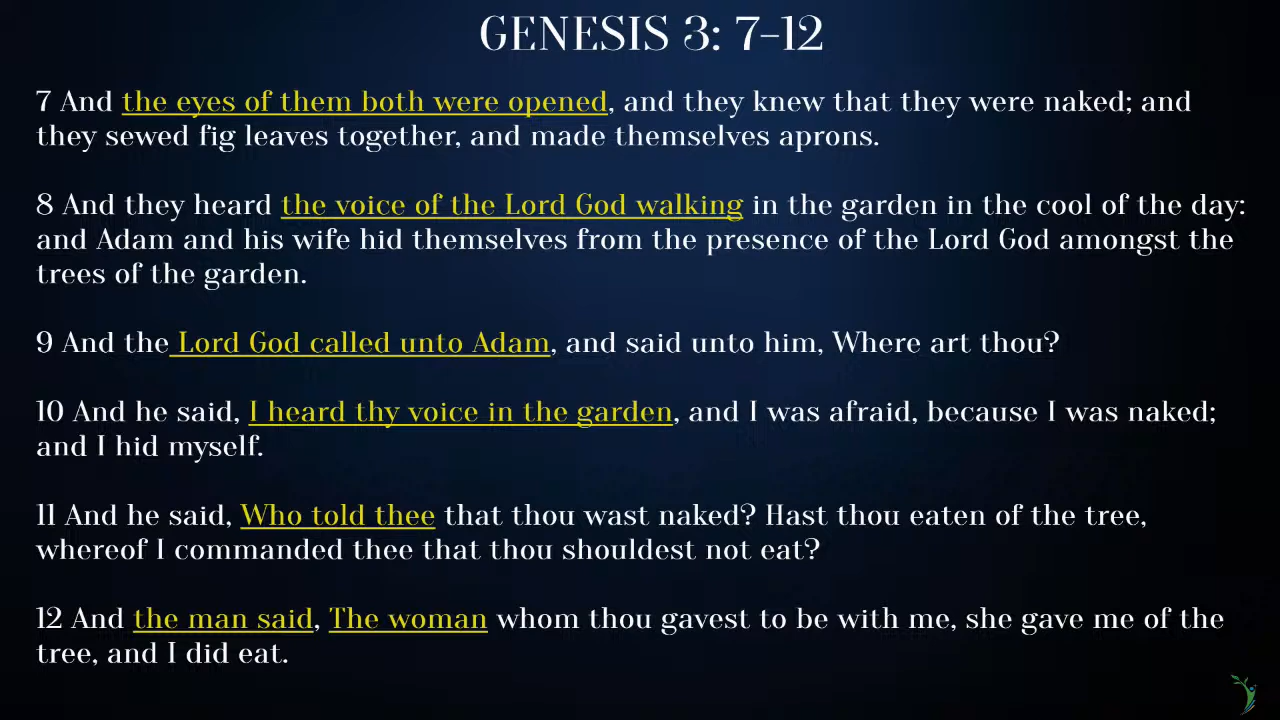 GENESIS 3: 7-12
7 And the eyes of them both were opened, and they knew that they were naked; and
they sewed fig leaves together, and made themselves aprons.
8 And they heard the voice of the Lord God walking in the garden in the cool of the day:
and Adam and his wife hid themselves from the presence of the Lord God amongst the
trees of the garden.
9 And the Lord God called unto Adam, and said unto him, Where art thou?
10 And he said, I heard thy voice in the garden, and I was afraid, because I was naked;
and I hid myself.
11 And he said, Who told thee that thou wast naked? Hast thou eaten of the tree,
whereof I commanded thee that thou shouldest not eat?
12 And the man said, The woman whom thou gavest to be with me, she gave me of the
tree, and I did eat.